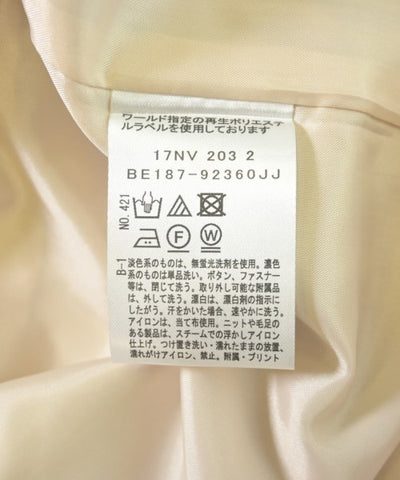 ワールド指定の再生ポリエステ
ルラベルを使用しております
17NV 203 2
BE187-92360JJ
NO.421
F
W
B-1
淡色系のものは、無蛍光洗剤を使用。濃色
系のものは単品洗い。ボタン、ファスナー
等は、閉じて洗う。取り外し可能な附属品
は、外して洗う。漂白は、漂白剤の指示に
したがう。汗をかいた場合、速やかに洗う。
アイロンは、当て布使用。ニットや毛足の
ある製品は、スチームでの浮かしアイロン
仕上げ。つけ置き洗い・濡れたままの放置、
濡れがけアイロン、禁止。附属・プリント